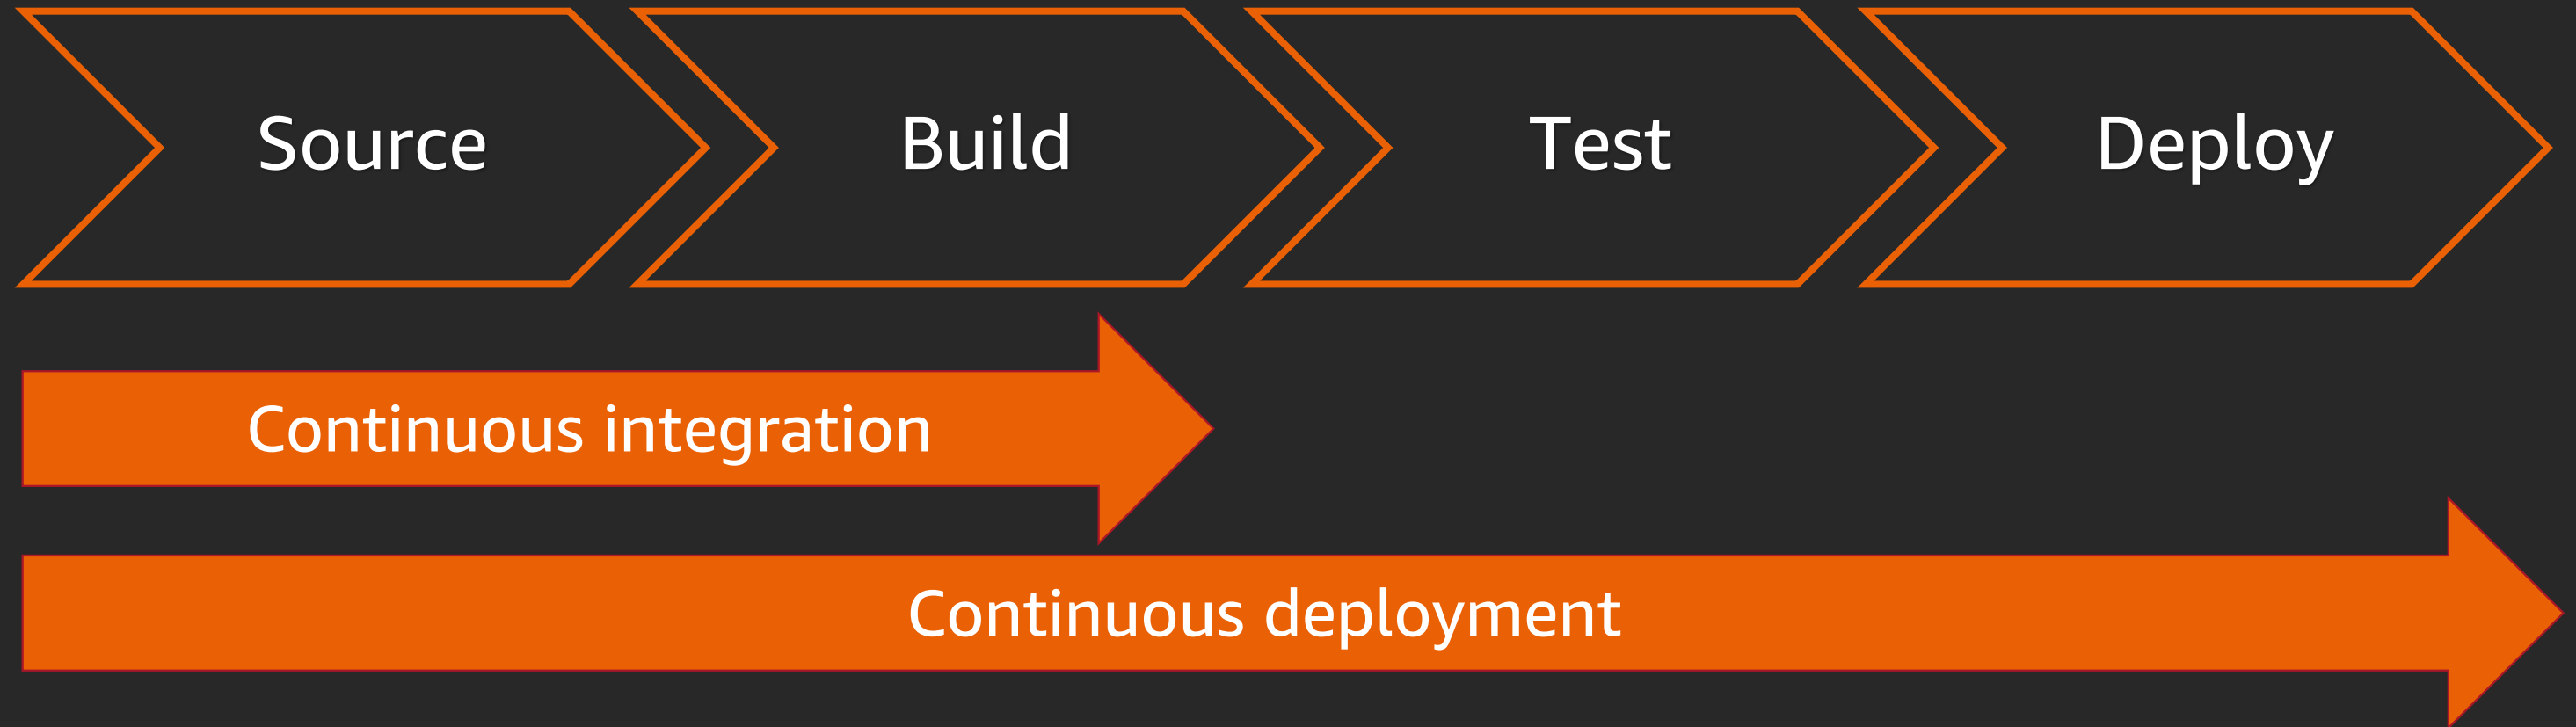 Source
Build
Test
Deploy
Continuous integration
Continuous deployment